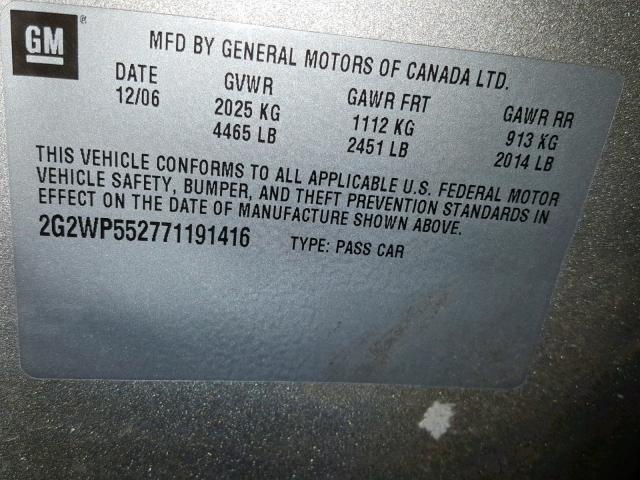 GM ®
MFD BY GENERAL MOTORS OF CANADA LTD.
DATE GVWR GAWR FRT GAWR RR
12/06 2025 KG 1112 KG 913 KG
4465 LB 2451 LB 2014 LB
THIS VEHICLE CONFORMS TO ALL APPLICABLE U.S. FEDERAL MOTOR
VEHICLE SAFETY, BUMPER, AND THEFT PREVENTION STANDARDS IN
EFFECT ON THE DATE OF MANUFACTURE SHOWN ABOVE.
2G2WP552771191416 TYPE: PASS CAR